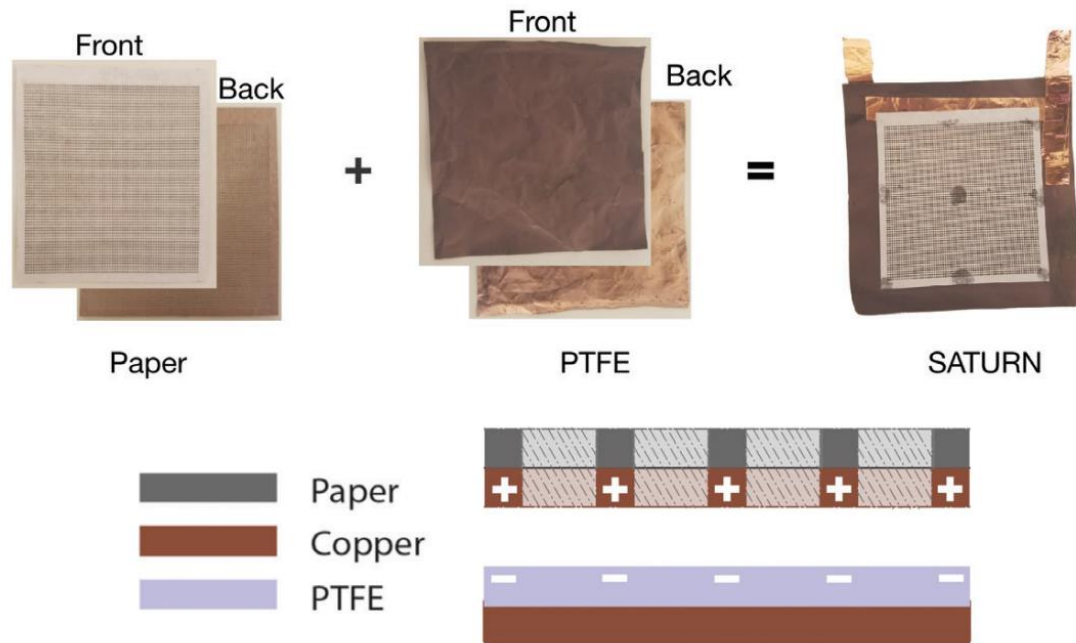 Front
Back
Paper
+
Front
Back
PTFE
=
SATURN
Paper
Copper
PTFE
+ + + + +
- - - - -